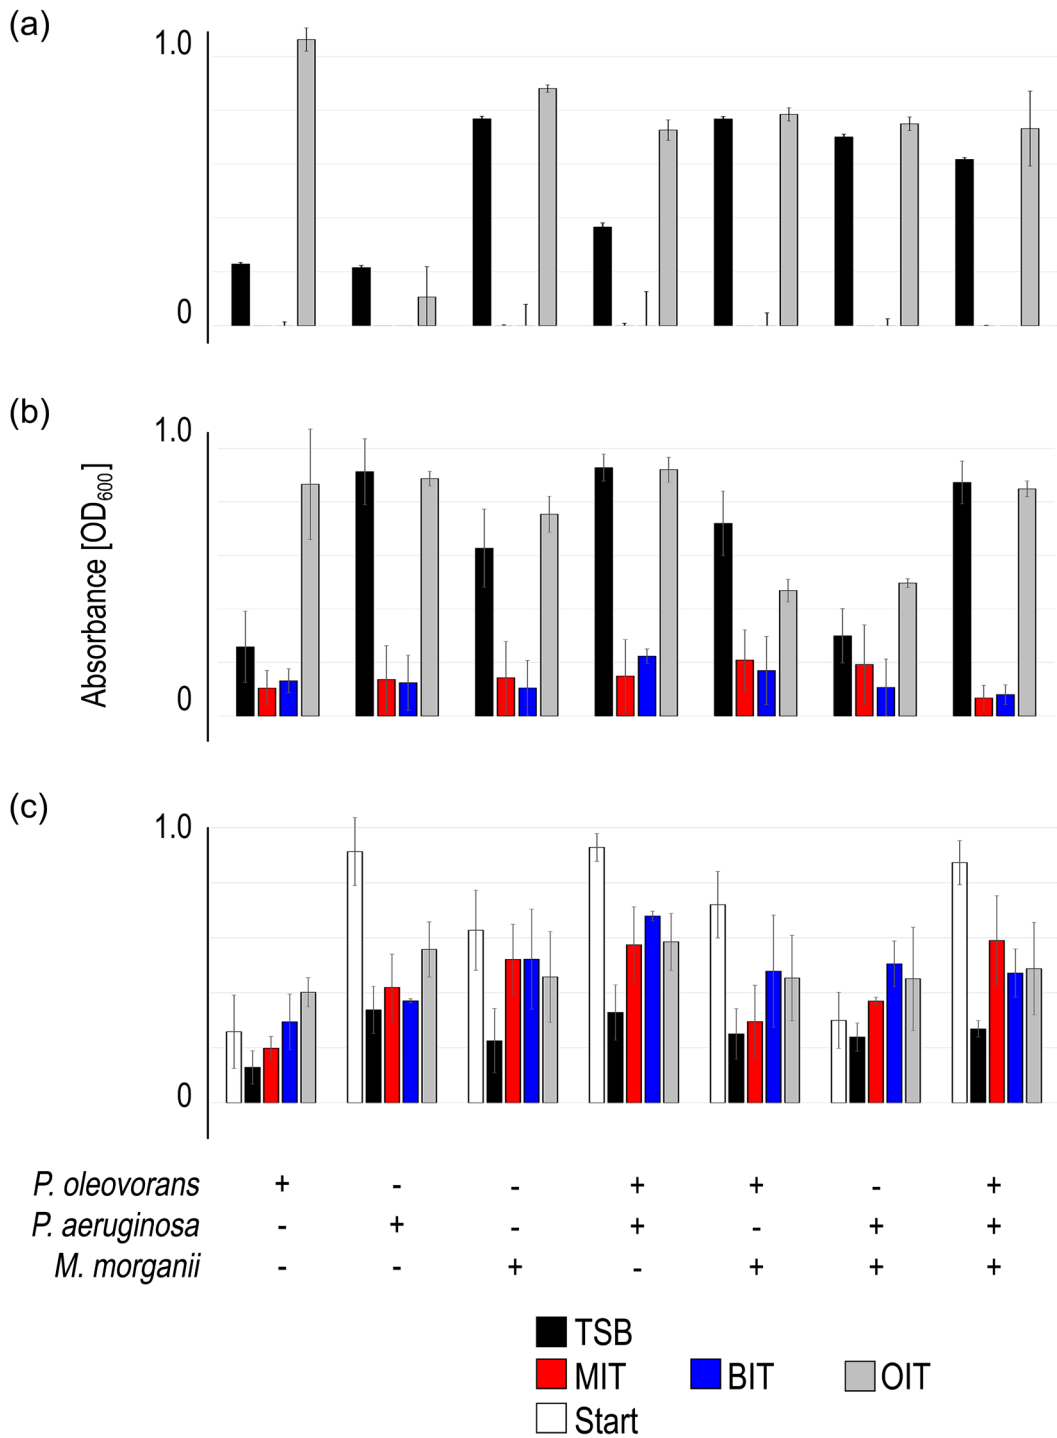 (a)
1.0
0
(b)
1.0
0
Absorbance [OD600]
(c)
1.0
0
P. oleovorans + - - + + - +
P. aeruginosa - + - + - + +
M. morganii - - + - + + +
TSB
MIT BIT OIT
Start